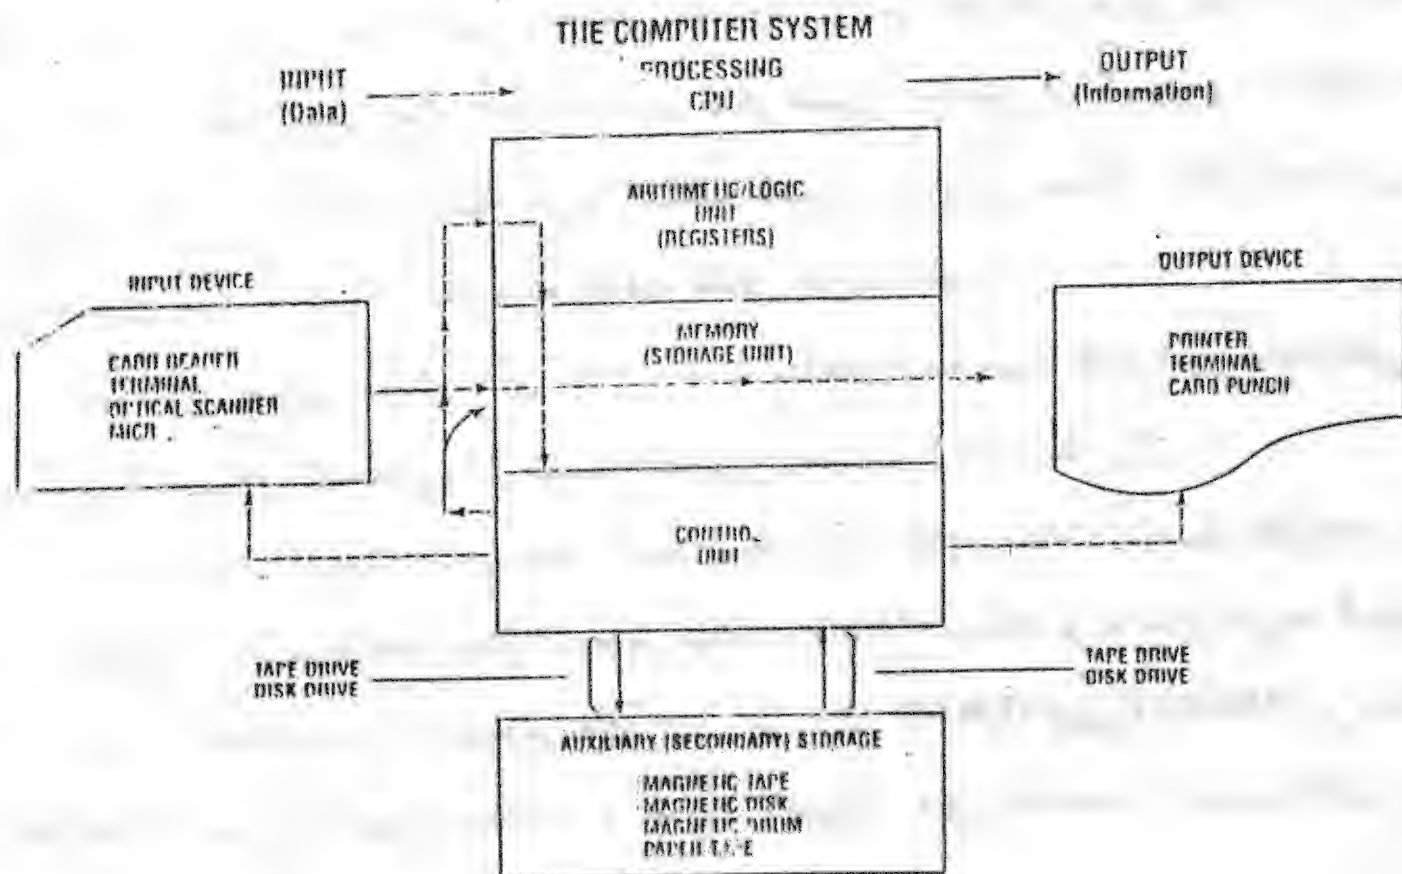 THE COMPUTER SYSTEM
INPUT
(Data)
PROCESSING
CPU
OUTPUT
(Information)
ARITHMETIC/LOGIC
UNIT
(REGISTERS)
INPUT DEVICE
CARD READER
TERMINAL
OPTICAL SCANNER
MICR
MEMORY
(STORAGE UNIT)
OUTPUT DEVICE
PRINTER
TERMINAL
CARD PUNCH
CONTROL
UNIT
TAPE DRIVE
DISK DRIVE
TAPE DRIVE
DISK DRIVE
AUXILIARY (SECONDARY) STORAGE
MAGNETIC TAPE
MAGNETIC DISK
MAGNETIC DRUM
PAPER TAPE